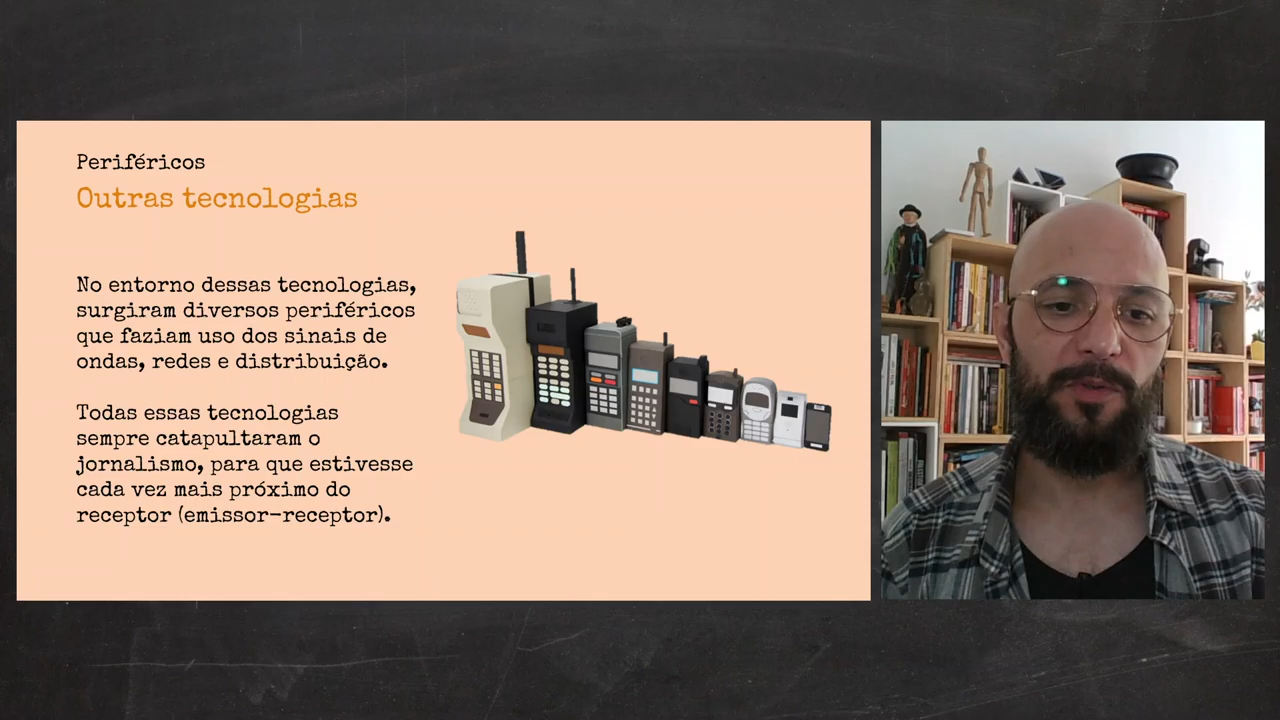 Periféricos
Outras tecnologias
No entorno dessas tecnologias,
surgiram diversos periféricos
que faziam uso dos sinais de
ondas, redes e distribuição.
Todas essas tecnologias
sempre catapultaram o
jornalismo, para que estivesse
cada vez mais próximo do
receptor (emissor-receptor).